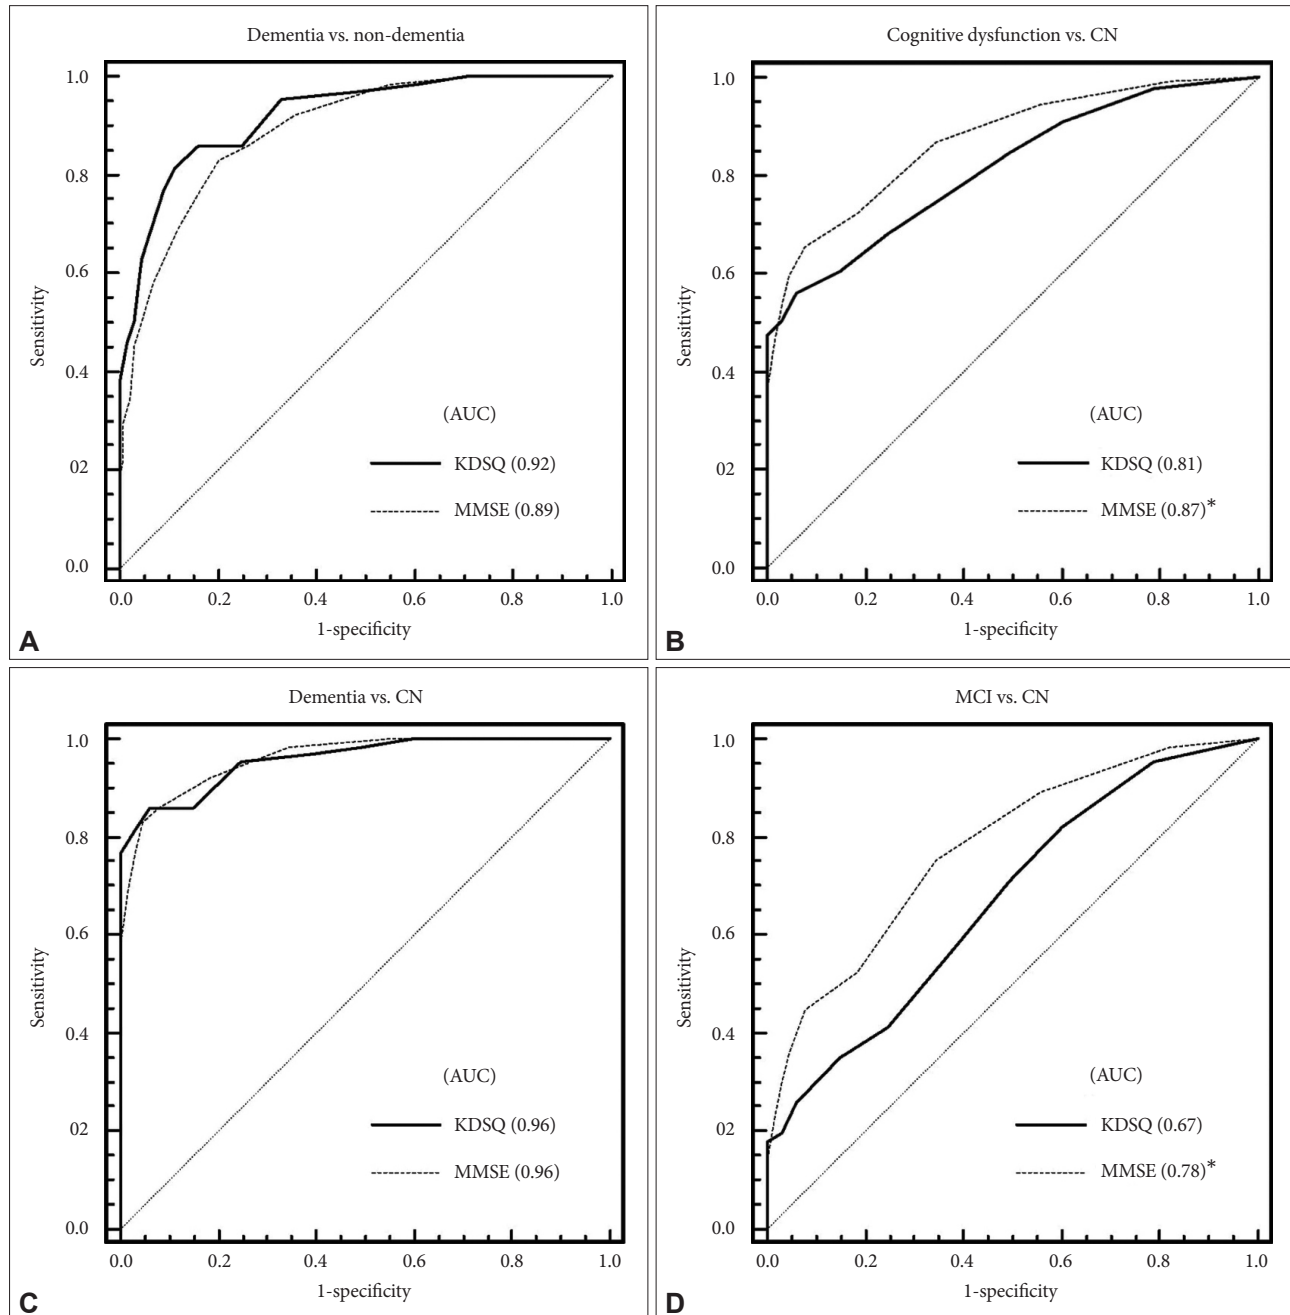 Dementia vs. non-dementia
1.0
0.8
0.6
0.4
02
0.0
Sensitivity
(AUC)
KDSQ (0.92)
MMSE (0.89)
0.0 0.2 0.4 0.6 0.8 1.0
1-specificity
A
Cognitive dysfunction vs. CN
1.0
0.8
0.6
0.4
02
0.0
Sensitivity
(AUC)
KDSQ (0.81)
MMSE (0.87)*
0.0 0.2 0.4 0.6 0.8 1.0
1-specificity
B
Dementia vs. CN
1.0
0.8
0.6
0.4
02
0.0
Sensitivity
(AUC)
KDSQ (0.96)
MMSE (0.96)
0.0 0.2 0.4 0.6 0.8 1.0
1-specificity
C
MCI vs. CN
1.0
0.8
0.6
0.4
02
0.0
Sensitivity
(AUC)
KDSQ (0.67)
MMSE (0.78)*
0.0 0.2 0.4 0.6 0.8 1.0
1-specificity
D